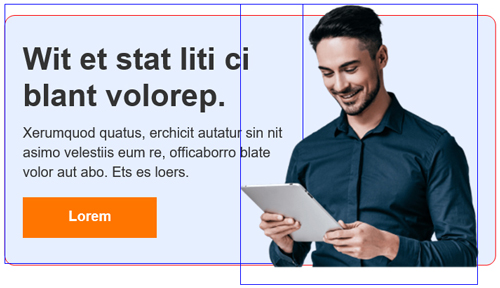 Wit et stat liti ci
blant volorep.
Xerumquod quatus, erchicit autatur sin nit
asimo velestiis eum re, officaborro blate
volor aut abo. Ets es loers.
Lorem